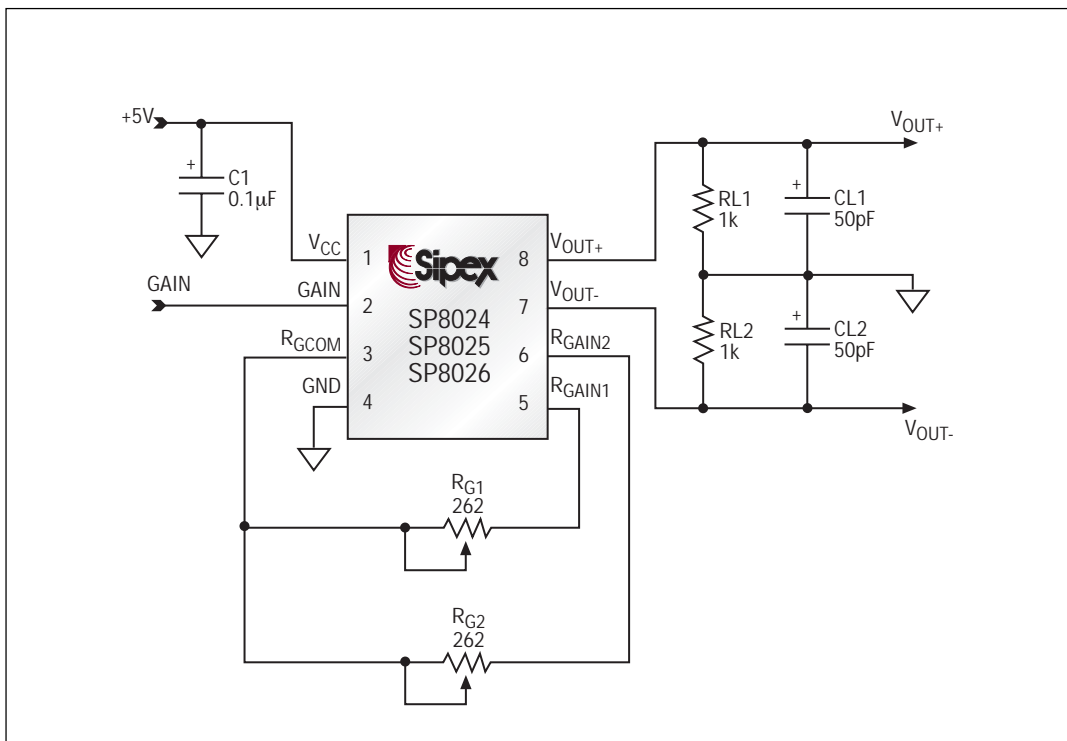 +5V
+
C1
0.1µF
GAIN
VCC
GAIN
RGCOM
GND
1
2
3
4
Sipex
SP8024
SP8025
SP8026
8
7
6
5
VOUT+
VOUT-
RGAIN2
RGAIN1
RL1
1k
+
CL1
50pF
RL2
1k
+
CL2
50pF
VOUT+
VOUT-
RG1
262
RG2
262